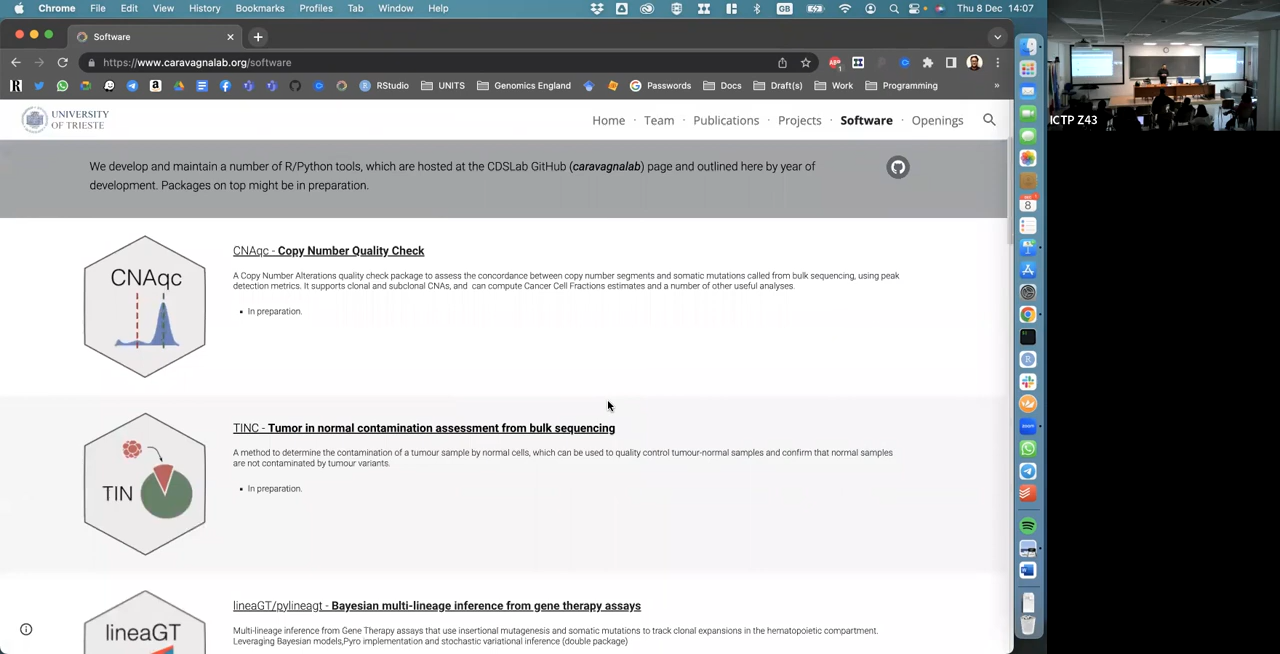 Chrome File Edit View History Bookmarks Profiles Tab Window Help
GB
Thu 8 Dec 14:07
Software
https://www.caravagnalab.org/software
RStudio UNITS Genomics England Passwords Docs Draft(s) Work Programming »
UNIVERSITY
OF TRIESTE
Home · Team · Publications · Projects · Software · Openings
We develop and maintain a number of R/Python tools, which are hosted at the CDSLab GitHub (caravagnalab) page and outlined here by year of
development. Packages on top might be in preparation.
CNAqc
CNAqc - Copy Number Quality Check
A Copy Number Alterations quality check package to assess the concordance between copy number segments and somatic mutations called from bulk sequencing, using peak
detection metrics. It supports clonal and subclonal CNAs, and can compute Cancer Cell Fractions estimates and a number of other useful analyses.
• In preparation.
TIN
TINC - Tumor in normal contamination assessment from bulk sequencing
A method to determine the contamination of a tumour sample by normal cells, which can be used to quality control tumour-normal samples and confirm that normal samples
are not contaminated by tumour variants.
• In preparation.
lineaGT
lineaGT/pylineagt - Bayesian multi-lineage inference from gene therapy assays
Multi-lineage inference from Gene Therapy assays that use insertional mutagenesis and somatic mutations to track clonal expansions in the hematopoietic compartment.
Leveraging Bayesian models,Pyro implementation and stochastic variational inference (double package)
ICTP Z43